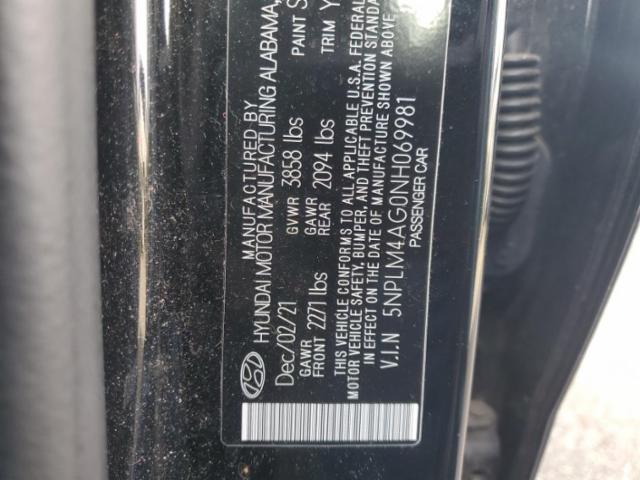 MANUFACTURED BY
HYUNDAI MOTOR MANUFACTURING ALABAMA,
Dec/02/21 GVWR 3858 lbs PAINT
GAWR FRONT 2271 lbs GAWR REAR 2094 lbs TRIM
THIS VEHICLE CONFORMS TO ALL APPLICABLE U.S.A. FEDERAL
MOTOR VEHICLE SAFETY, BUMPER, AND THEFT PREVENTION STANDA
IN EFFECT ON THE DATE OF MANUFACTURE SHOWN ABOVE
V.I.N 5NPLM4AG0NH069981
PASSENGER CAR